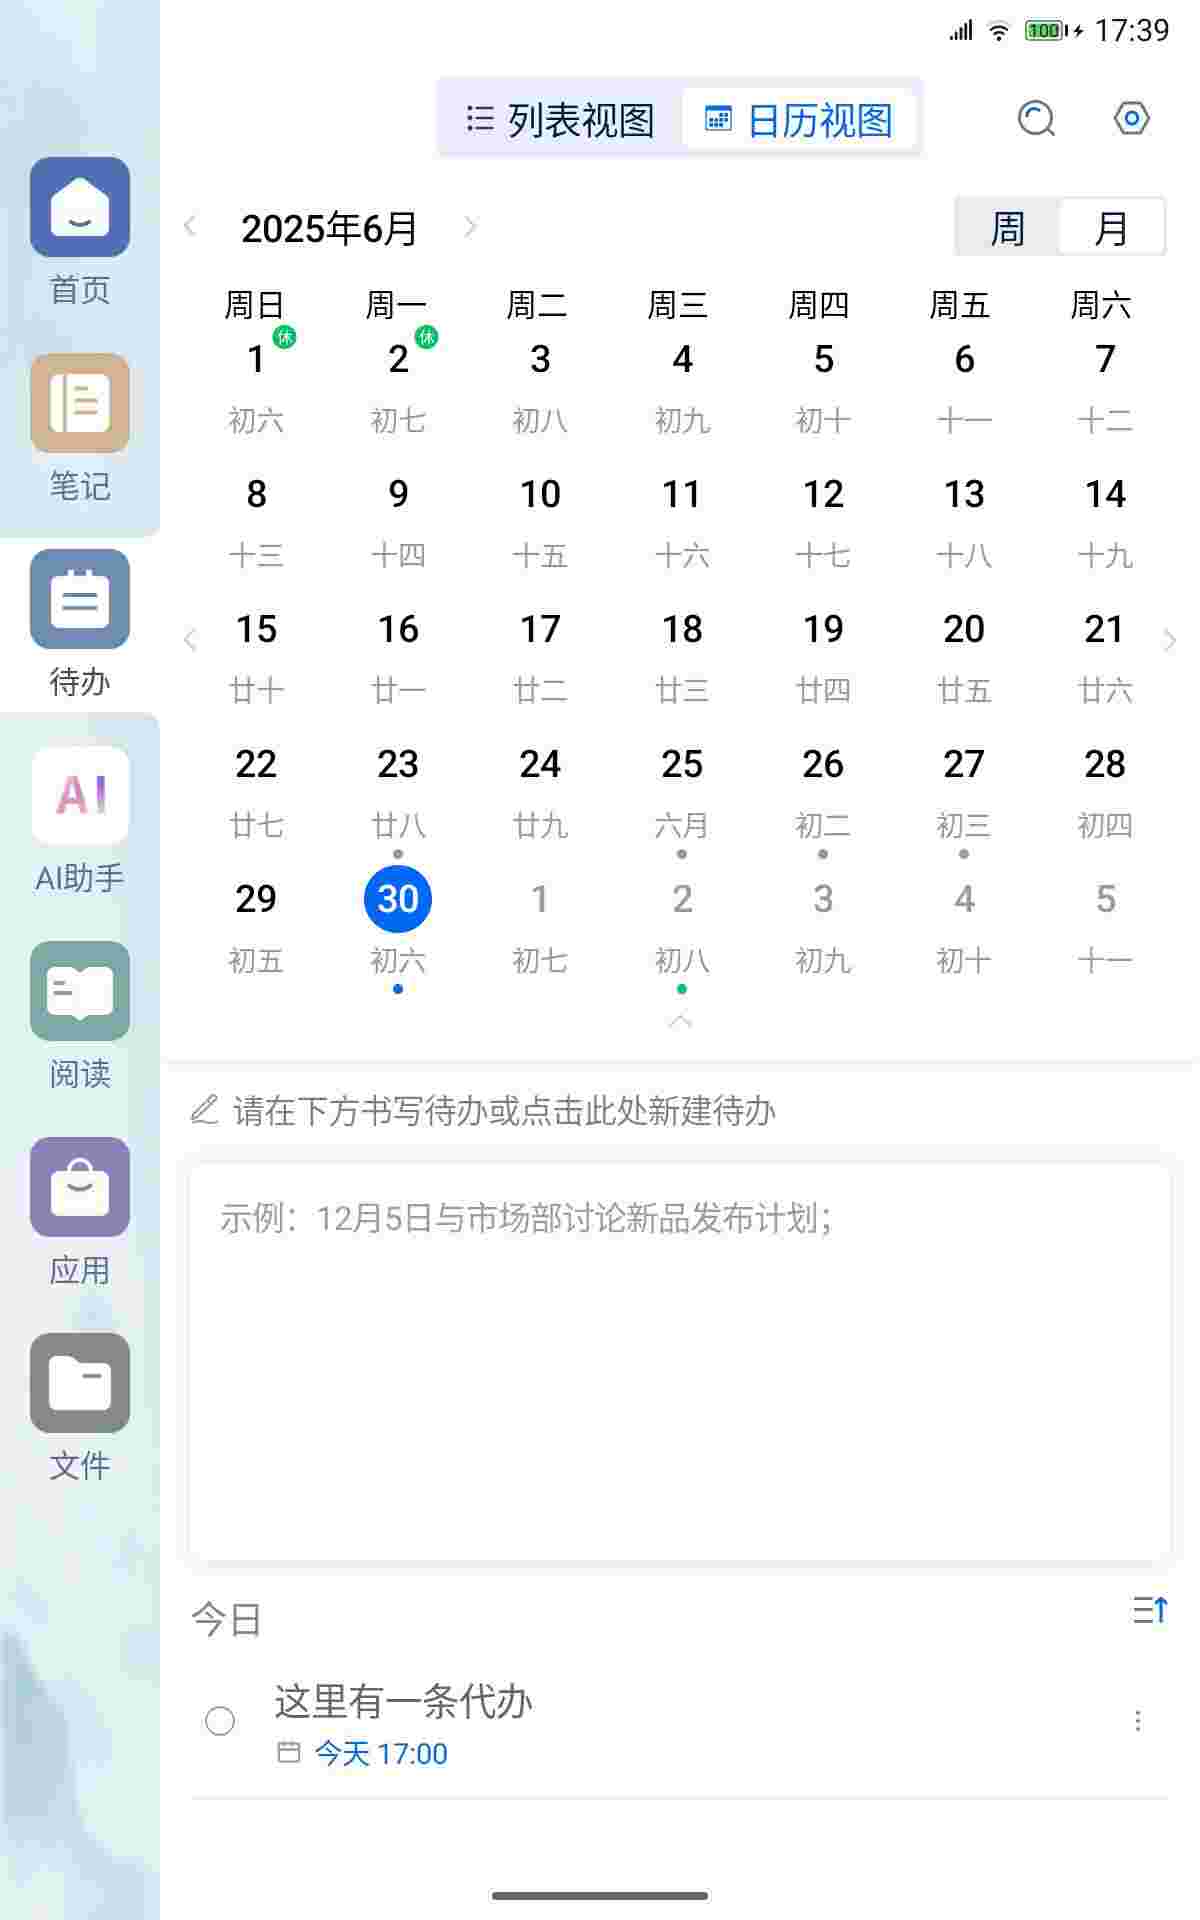 100 17:39
列表视图 日历视图
2025年6月 周 月
周日 周一 周二 周三 周四 周五 周六
休 休
1 2 3 4 5 6 7
初六 初七 初八 初九 初十 十一 十二
8 9 10 11 12 13 14
十三 十四 十五 十六 十七 十八 十九
15 16 17 18 19 20 21
廿十 廿一 廿二 廿三 廿四 廿五 廿六
22 23 24 25 26 27 28
廿七 廿八 廿九 六月 初二 初三 初四
29 30 1 2 3 4 5
初五 初六 初七 初八 初九 初十 十一
请在下方书写待办或点击此处新建待办
示例：12月5日与市场部讨论新品发布计划；
今日
这里有一条代办
今天 17:00
首页
笔记
待办
AI
AI助手
阅读
应用
文件